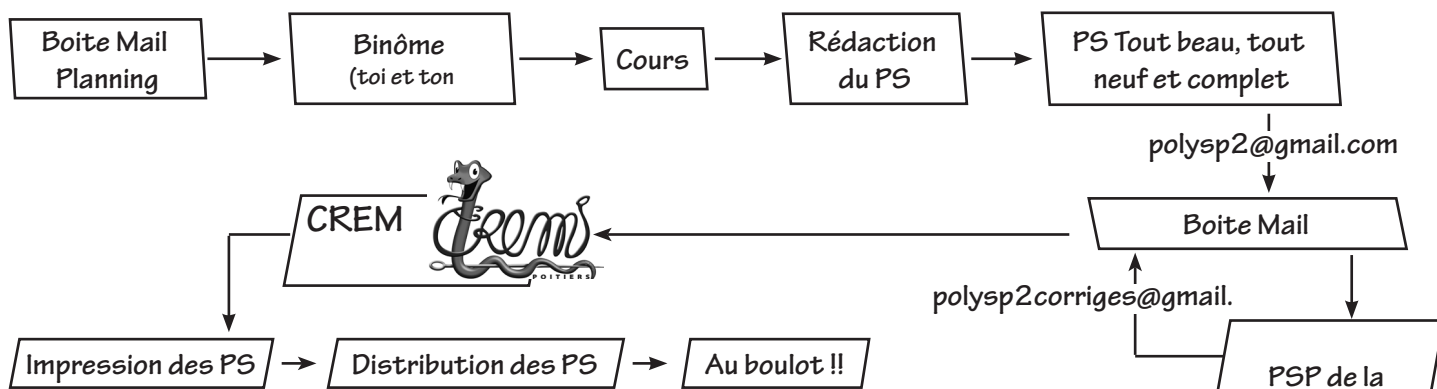 Boite Mail
Planning
Binôme
(toi et ton
Cours
Rédaction
du PS
PS Tout beau, tout
neuf et complet
polysp2@gmail.com
Boite Mail
CREM
Crem's
POITIERS
polysp2corriges@gmail.
PSP de la
Impression des PS
Distribution des PS
Au boulot !!